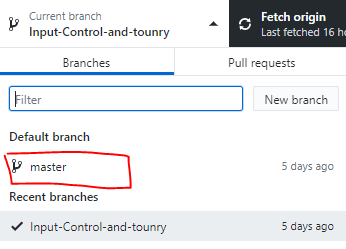 Current branch
Input-Control-and-tounry
Fetch origin
Last fetched 16 ho
Branches
Pull requests
Filter
New branch
Default branch
master 5 days ago
Recent branches
Input-Control-and-tounry 5 days ago